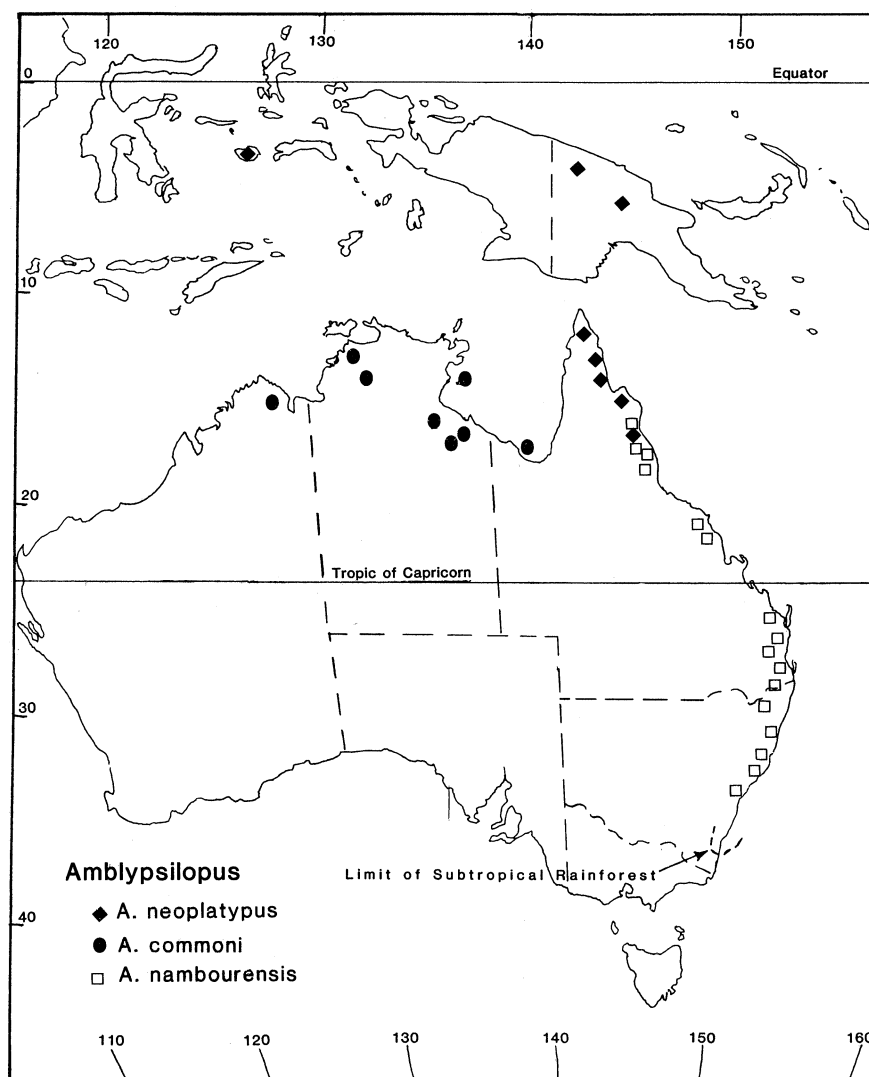 120 130 140 150
0
Equator
10
20
Tropic of Capricorn
30
Limit of Subtropical Rainforest
Amblypsilopus
A. neoplatypus
A. commoni
A. nambourensis
40
110 120 130 140 150 160